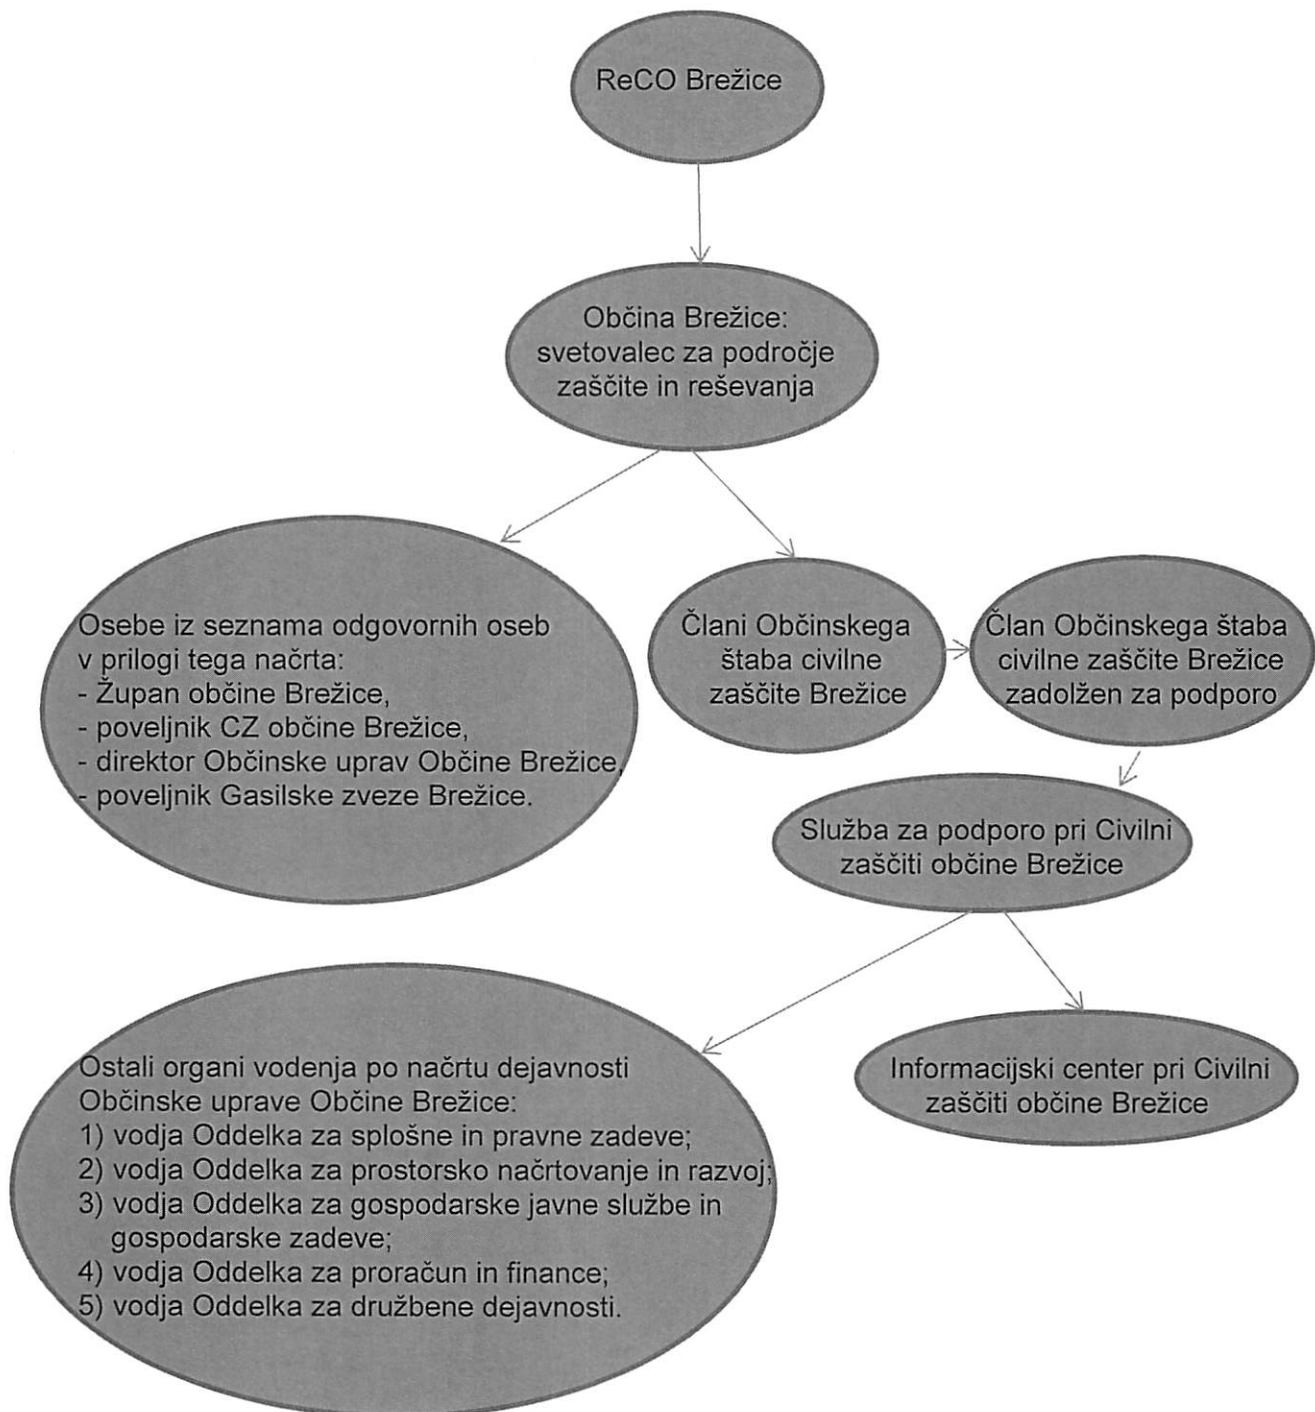 ReCO Brežice
Občina Brežice:
svetovalec za področje
zaščite in reševanja
Osebe iz seznama odgovornih oseb
v prilogi tega načrta:
- Župan občine Brežice,
- poveljnik CZ občine Brežice,
- direktor Občinske uprav Občine Brežice,
- poveljnik Gasilske zveze Brežice.
Člani Občinskega
štaba civilne
zaščite Brežice
Član Občinskega štaba
civilne zaščite Brežice
zadolžen za podporo
Služba za podporo pri Civilni
zaščiti občine Brežice
Ostali organi vodenja po načrtu dejavnosti
Občinske uprave Občine Brežice:
1) vodja Oddelka za splošne in pravne zadeve;
2) vodja Oddelka za prostorsko načrtovanje in razvoj;
3) vodja Oddelka za gospodarske javne službe in
gospodarske zadeve;
4) vodja Oddelka za proračun in finance;
5) vodja Oddelka za družbene dejavnosti.
Informacijski center pri Civilni
zaščiti občine Brežice